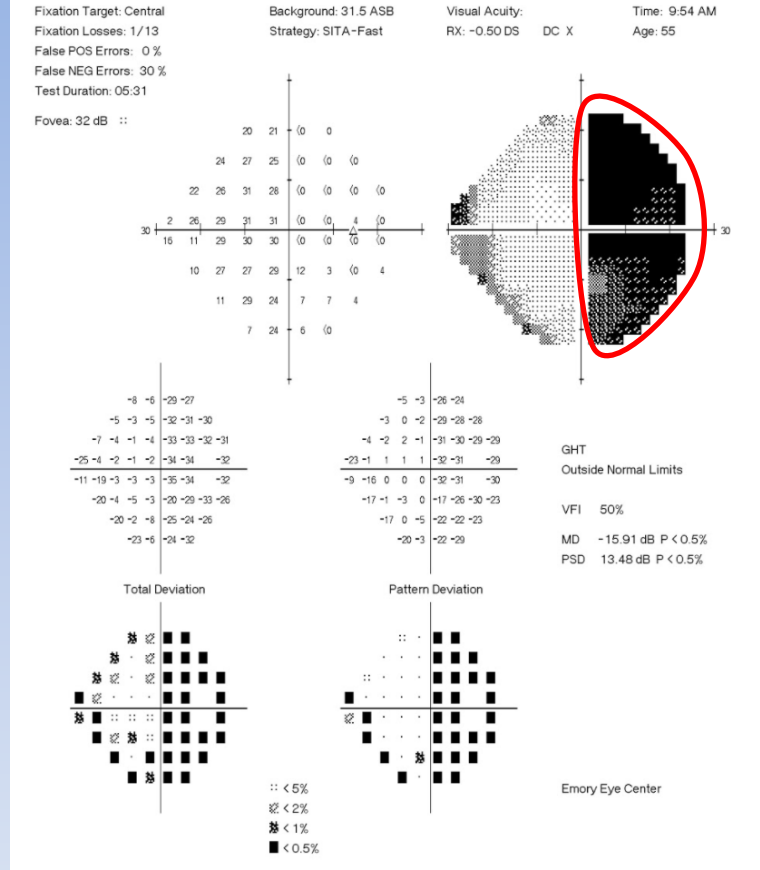 Fixation Target: Central Background: 31.5 ASB Visual Acuity: Time: 9:54 AM
Fixation Losses: 1/13 Strategy: SITA-Fast RX: -0.50 DS DC X Age: 55
False POS Errors: 0 %
False NEG Errors: 30 %
Test Duration: 05:31
Fovea: 32 dB ::
20 21 (0 0
24 27 25 (0 (0 (0
22 26 31 28 (0 (0 (0 (0
2 26 29 31 31 (0 (0 4 (0
30 30
16 11 29 30 30 (0 (0 (0 (0
10 27 27 29 12 3 (0 4
11 29 24 7 7 4
7 24 6 (0
-8 -6 -29 -27 -5 -3 -26 -24
-5 -3 -5 -32 -31 -30 -3 0 -2 -29 -28 -28
-7 -4 -1 -4 -33 -33 -32 -31 -4 -2 2 -1 -31 -30 -29 -29
GHT
-25 -4 -2 -1 -2 -34 -34 -32 -23 -1 1 1 1 -32 -31 -29
Outside Normal Limits
-11 -19 -3 -3 -3 -35 -34 -32 -9 -16 0 0 0 -32 -31 -30
-20 -4 -5 -3 -20 -29 -33 -26 -17 -1 -3 0 -17 -26 -30 -23
VFI 50%
-20 -2 -8 -25 -24 -26 -17 0 -5 -22 -22 -23
MD -15.91 dB P < 0.5%
-23 -6 -24 -32 -20 -3 -22 -29
PSD 13.48 dB P < 0.5%
Total Deviation Pattern Deviation
:: < 5%
< 2%
< 1%
< 0.5%
Emory Eye Center